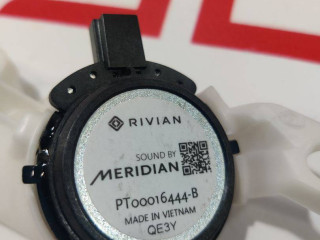 RIVIAN
SOUND BY
MERIDIAN
PT00016444-B
MADE IN VIETNAM
QE3Y